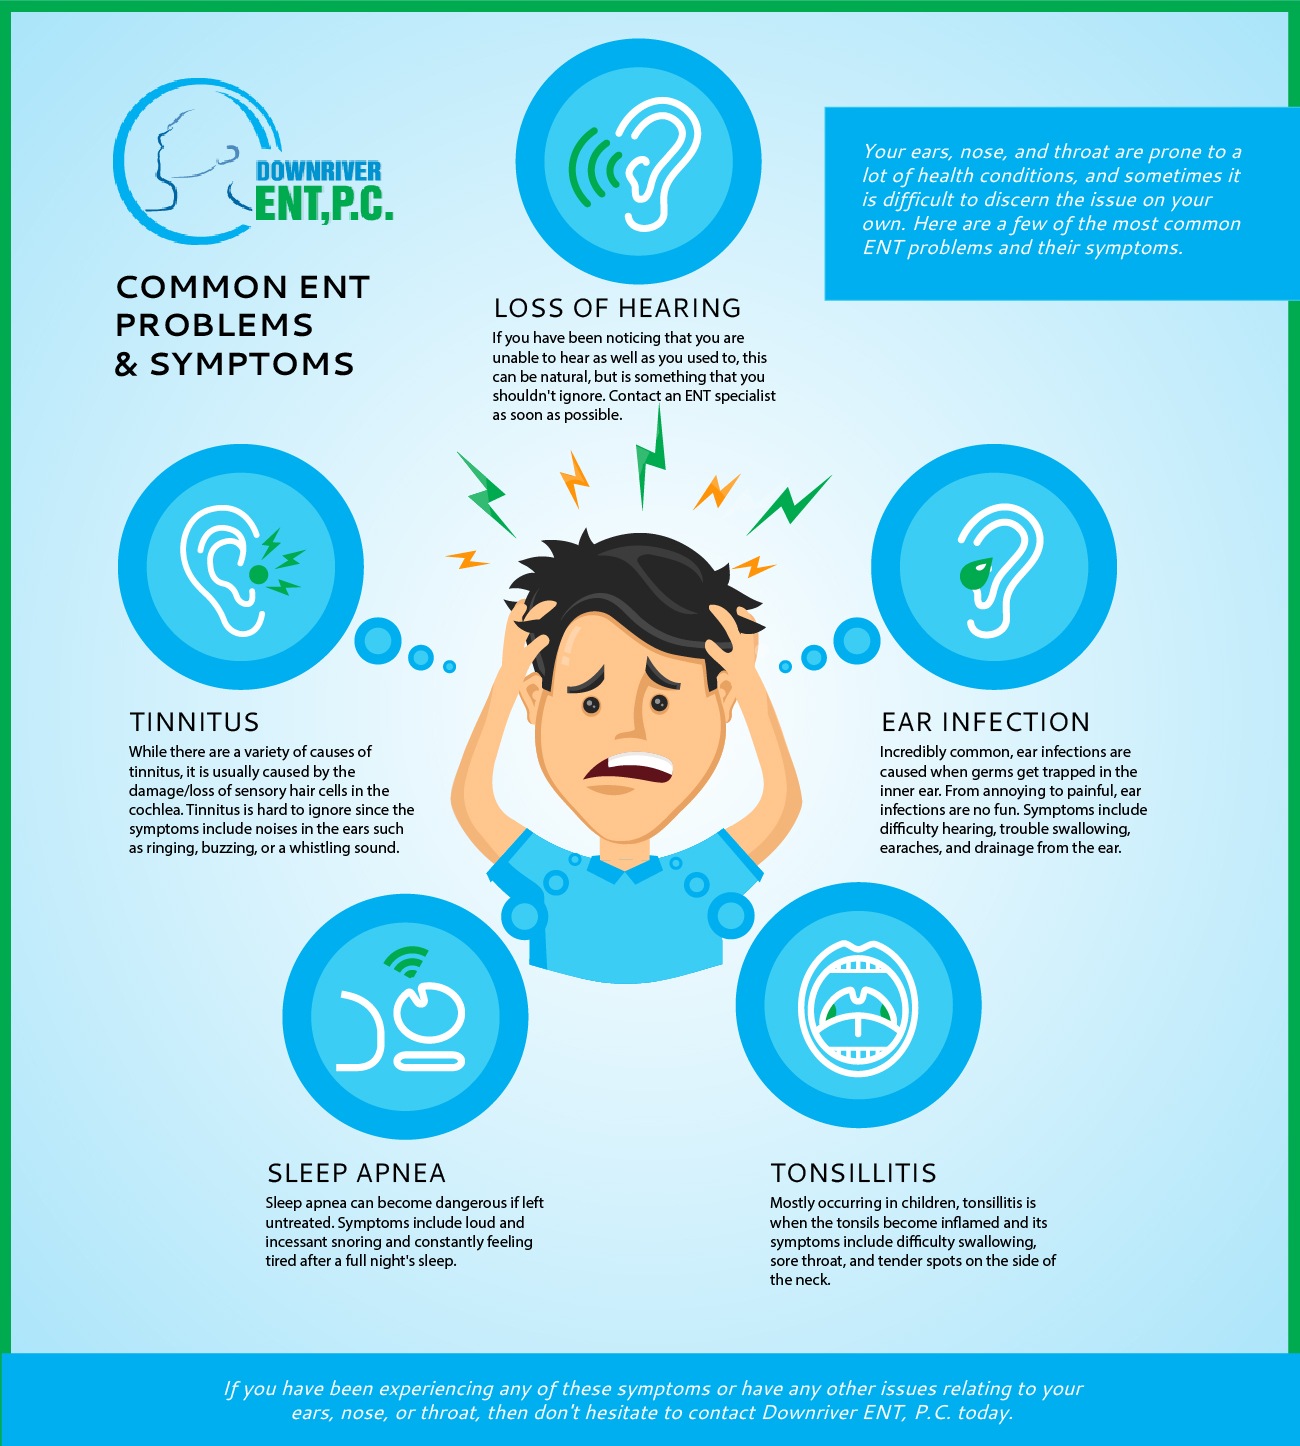 DOWNRIVER
ENT,P.C.
COMMON ENT
PROBLEMS
& SYMPTOMS
Your ears, nose, and throat are prone to a
lot of health conditions, and sometimes it
is difficult to discern the issue on your
own. Here are a few of the most common
ENT problems and their symptoms.
LOSS OF HEARING
If you have been noticing that you are
unable to hear as well as you used to, this
can be natural, but is something that you
shouldn't ignore. Contact an ENT specialist
as soon as possible.
TINNITUS
While there are a variety of causes of
tinnitus, it is usually caused by the
damage/loss of sensory hair cells in the
cochlea. Tinnitus is hard to ignore since the
symptoms include noises in the ears such
as ringing, buzzing, or a whistling sound.
EAR INFECTION
Incredibly common, ear infections are
caused when germs get trapped in the
inner ear. From annoying to painful, ear
infections are no fun. Symptoms include
difficulty hearing, trouble swallowing,
earaches, and drainage from the ear.
SLEEP APNEA
Sleep apnea can become dangerous if left
untreated. Symptoms include loud and
incessant snoring and constantly feeling
tired after a full night's sleep.
TONSILLITIS
Mostly occurring in children, tonsillitis is
when the tonsils become inflamed and its
symptoms include difficulty swallowing,
sore throat, and tender spots on the side of
the neck.
If you have been experiencing any of these symptoms or have any other issues relating to your
ears, nose, or throat, then don't hesitate to contact Downriver ENT, P.C. today.